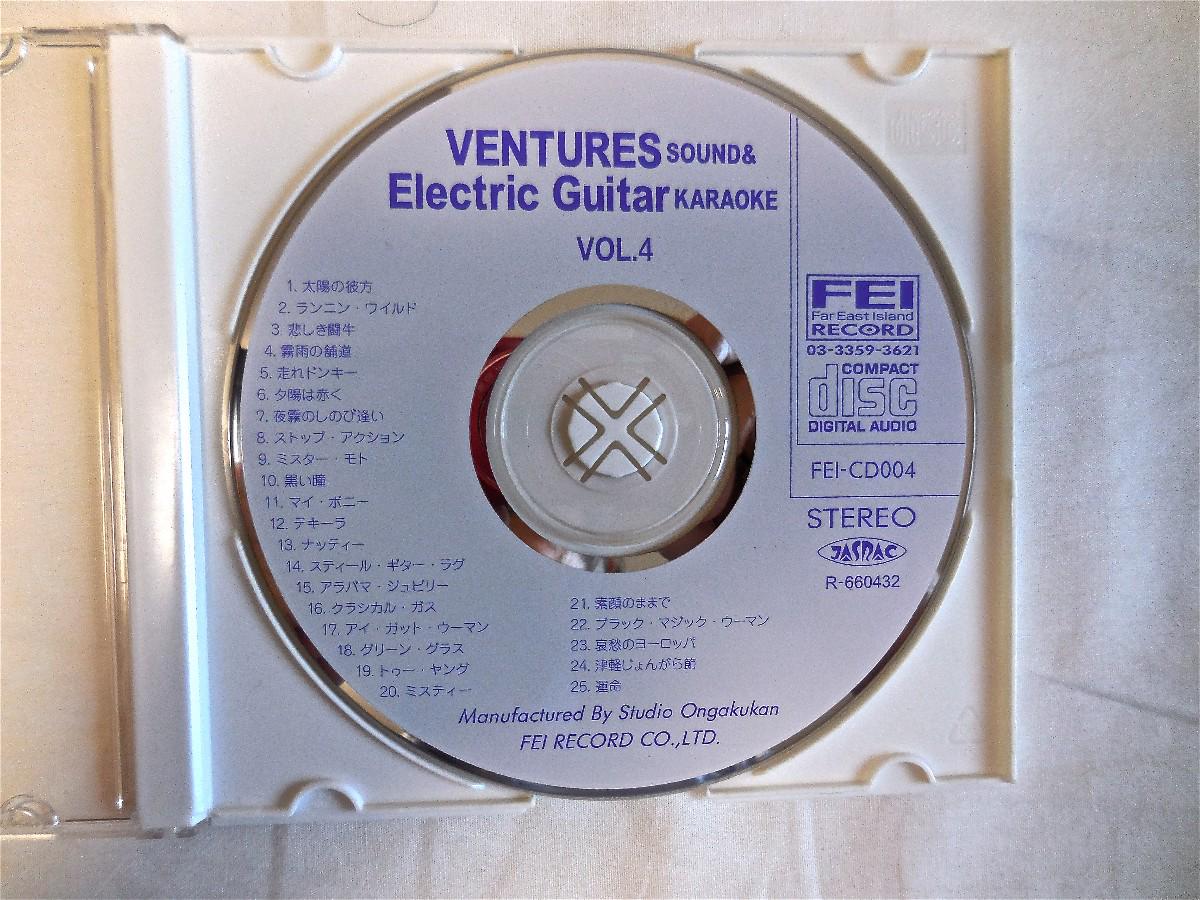 VENTURES SOUND&
Electric Guitar KARAOKE
VOL.4
1. 太陽の彼方
2. ランニン・ワイルド
3. 悲しき闘牛
4. 霧雨の舗道
5. 走れドンキー
6. 夕陽は赤く
7. 夜霧のしのび逢い
8. ストップ・アクション
9. ミスター・モト
10. 黒い瞳
11. マイ・ボニー
12. テキーラ
13. ナッティー
14. スティール・ギター・ラグ
15. アラバマ・ジュビリー
16. クラシカル・ガス
17. アイ・ガット・ウーマン
18. グリーン・グラス
19. トゥー・ヤング
20. ミスティー
21. 素顔のままで
22. ブラック・マジック・ウーマン
23. 哀愁のヨーロッパ
24. 津軽じょんがら節
25. 運命
FEI
Far East Island
RECORD
03-3359-3621
COMPACT
disc
DIGITAL AUDIO
FEI-CD004
STEREO
JASRAC
R-660432
Manufactured By Studio Ongakukan
FEI RECORD CO.,LTD.